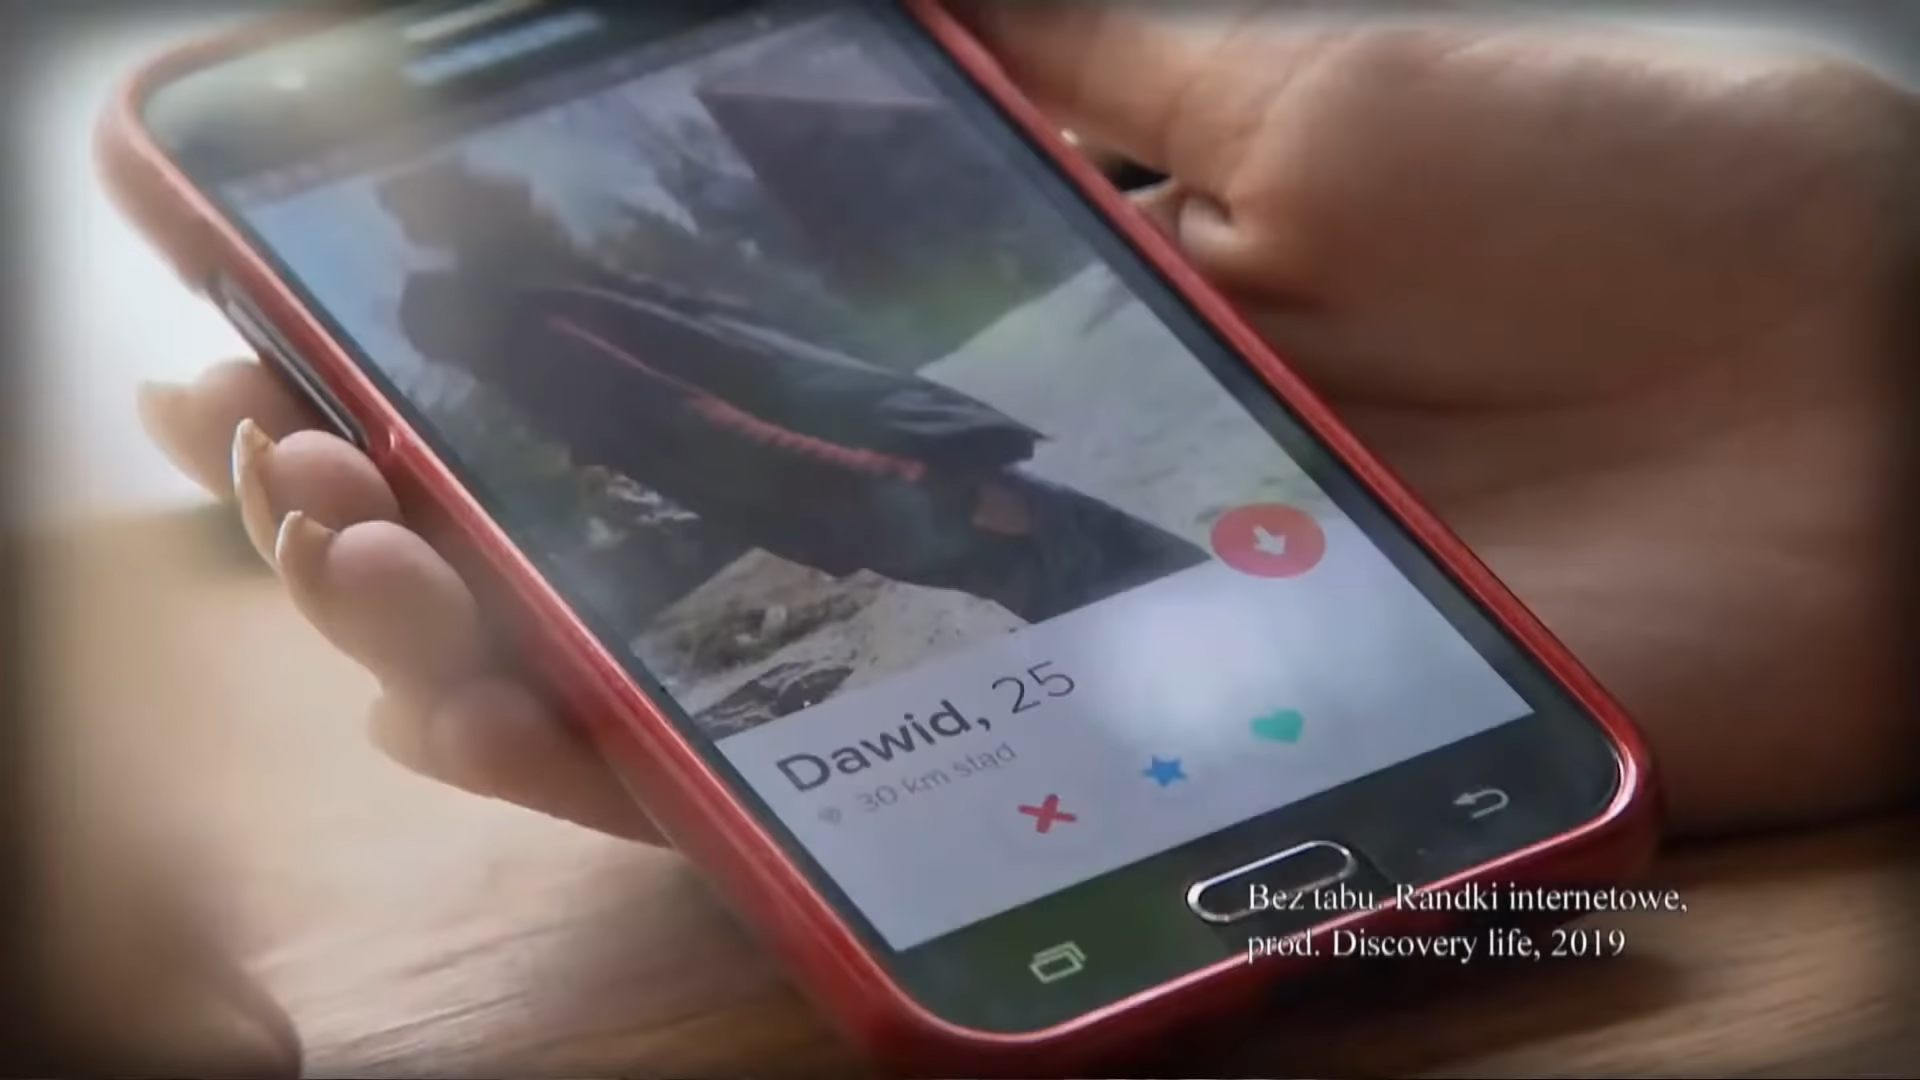 Dawid, 25
30 km stąd
Bez tabu. Randki internetowe,
prod. Discovery life, 2019